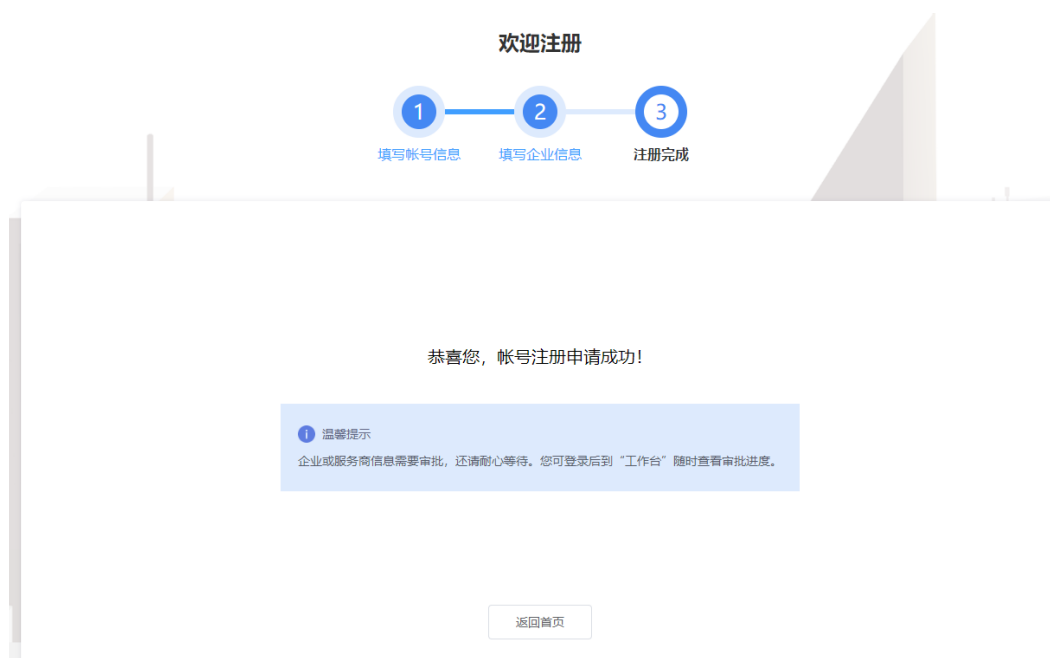 欢迎注册
1 2 3
填写帐号信息 填写企业信息 注册完成
恭喜您，帐号注册申请成功！
i 温馨提示
企业或服务商信息需要审批，还请耐心等待。您可登录后到“工作台”随时查看审批进度。
返回首页